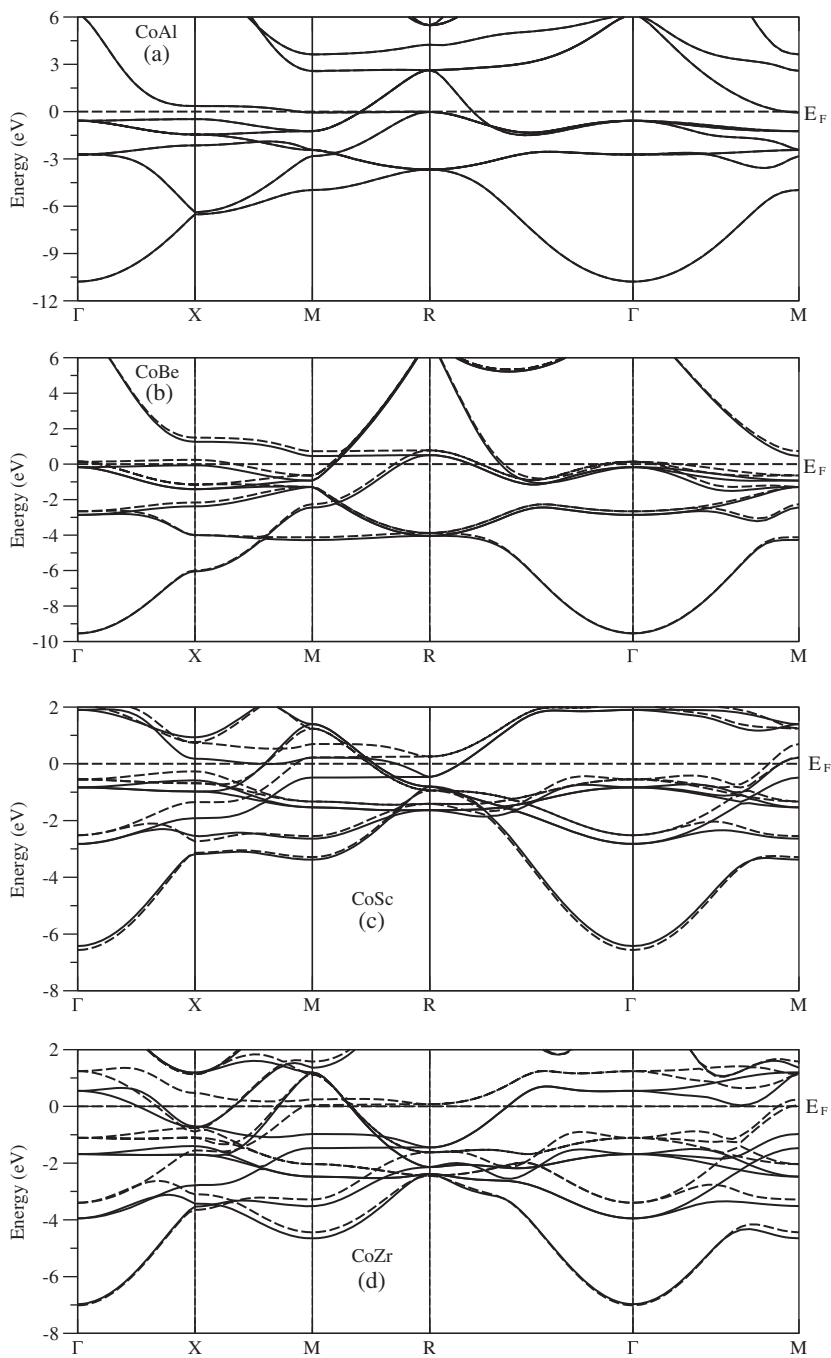 6
3
0
-3
-6
-9
-12
Energy (eV)
CoAl
(a)
E_F
Γ X M R Γ M
6
4
2
0
-2
-4
-6
-8
-10
Energy (eV)
CoBe
(b)
E_F
Γ X M R Γ M
2
0
-2
-4
-6
-8
Energy (eV)
CoSc
(c)
E_F
Γ X M R Γ M
2
0
-2
-4
-6
-8
Energy (eV)
CoZr
(d)
E_F
Γ X M R Γ M